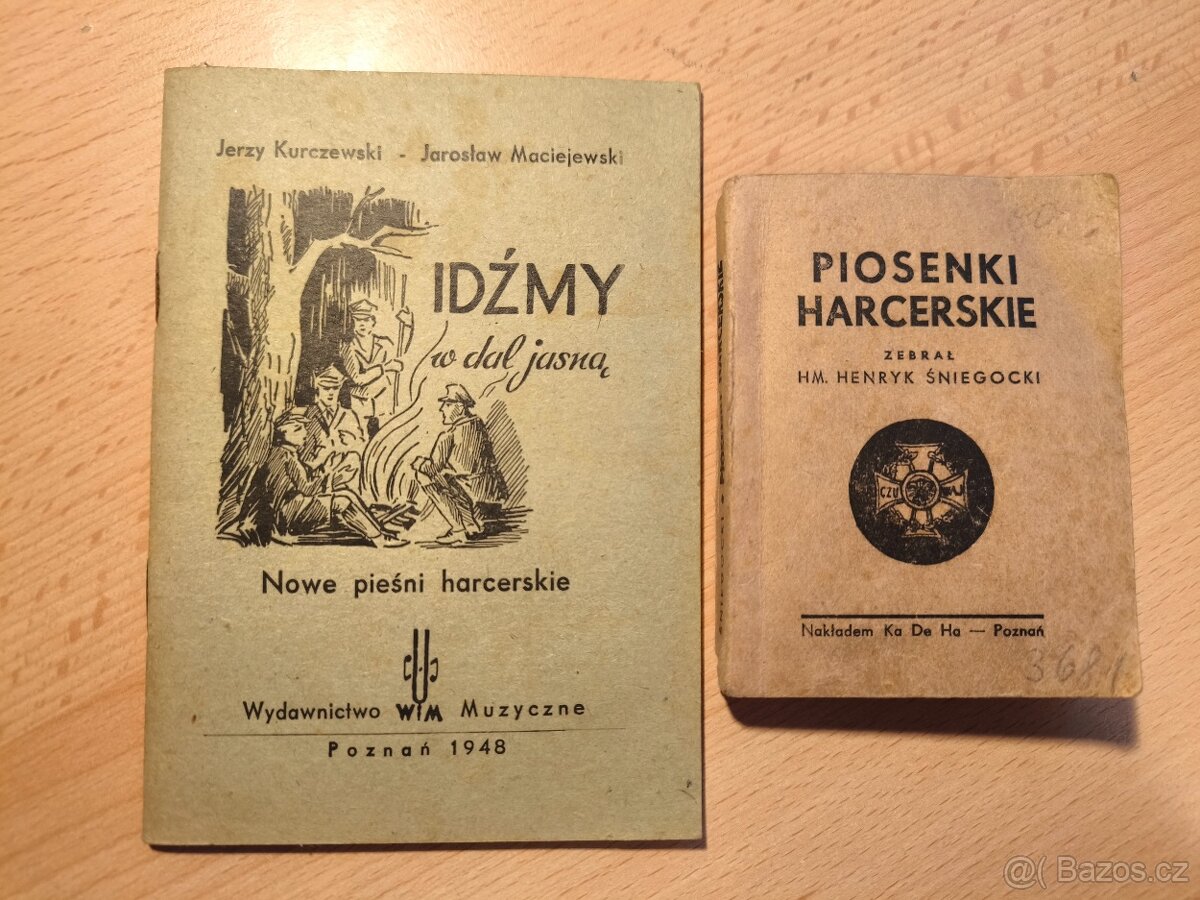 Jerzy Kurczewski - Jarosław Maciejewski
IDŹMY
w dal jasną
Nowe pieśni harcerskie
Wydawnictwo WIM Muzyczne
Poznań 1948
PIOSENKI
HARCERSKIE
ZEBRAŁ
HM. HENRYK ŚNIEGOCKI
CZUWAJ
Nakładem Ka De Ha — Poznań
3681
Bazos.cz